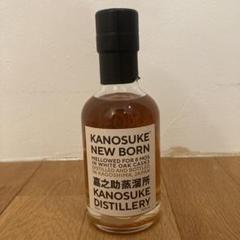 KANOSUKE
NEW BORN
MELLOWED FOR 8 MOS.
IN WHITE OAK CASKS
DISTILLED AND BOTTLED
IN KAGOSHIMA, JAPAN
嘉之助蒸溜所
KANOSUKE
DISTILLERY